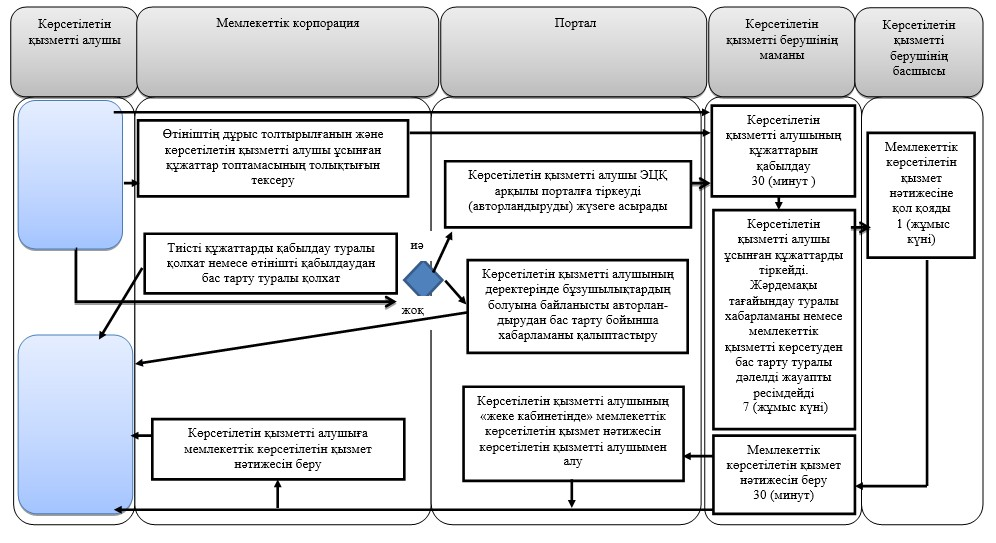 Көрсетілетін
қызметті алушы
Мемлекеттік корпорация
Портал
Көрсетілетін
қызметті берушінің
маманы
Көрсетілетін
қызметті
берушінің
басшысы
Өтініштің дұрыс толтырылғанын және
көрсетілетін қызметті алушы ұсынған
құжаттар топтамасының толықтығын
тексеру
Көрсетілетін қызметті алушы ЭЦҚ
арқылы порталға тіркеуді
(авторландыруды) жүзеге асырады
Көрсетілетін
қызметті алушының
құжаттарын
қабылдау
30 (минут )
Мемлекеттік
көрсетілетін
қызмет
нәтижесіне
қол қояды
1 (жұмыс
күні)
Тиісті құжаттарды қабылдау туралы
қолхат немесе өтінішті қабылдаудан
бас тарту туралы қолхат
иә
жоқ
Көрсетілетін қызметті алушының
деректерінде бұзушылықтардың
болуына байланысты авторлан-
дырудан бас тарту бойынша
хабарламаны қалыптастыру
Көрсетілетін
қызметті алушы
ұсынған құжаттарды
тіркейді.
Жәрдемақы
тағайындау туралы
хабарламаны немесе
мемлекеттік
қызметті көрсетуден
бас тарту туралы
дәлелді жауапты
ресімдейді
7 (жұмыс күні)
Көрсетілетін қызметті алушыға
мемлекеттік көрсетілетін қызмет
нәтижесін беру
Көрсетілетін қызметті алушының
«жеке кабинетінде» мемлекеттік
көрсетілетін қызмет нәтижесін
көрсетілетін қызметті алушымен
алу
Мемлекеттік
көрсетілетін қызмет
нәтижесін беру
30 (минут)